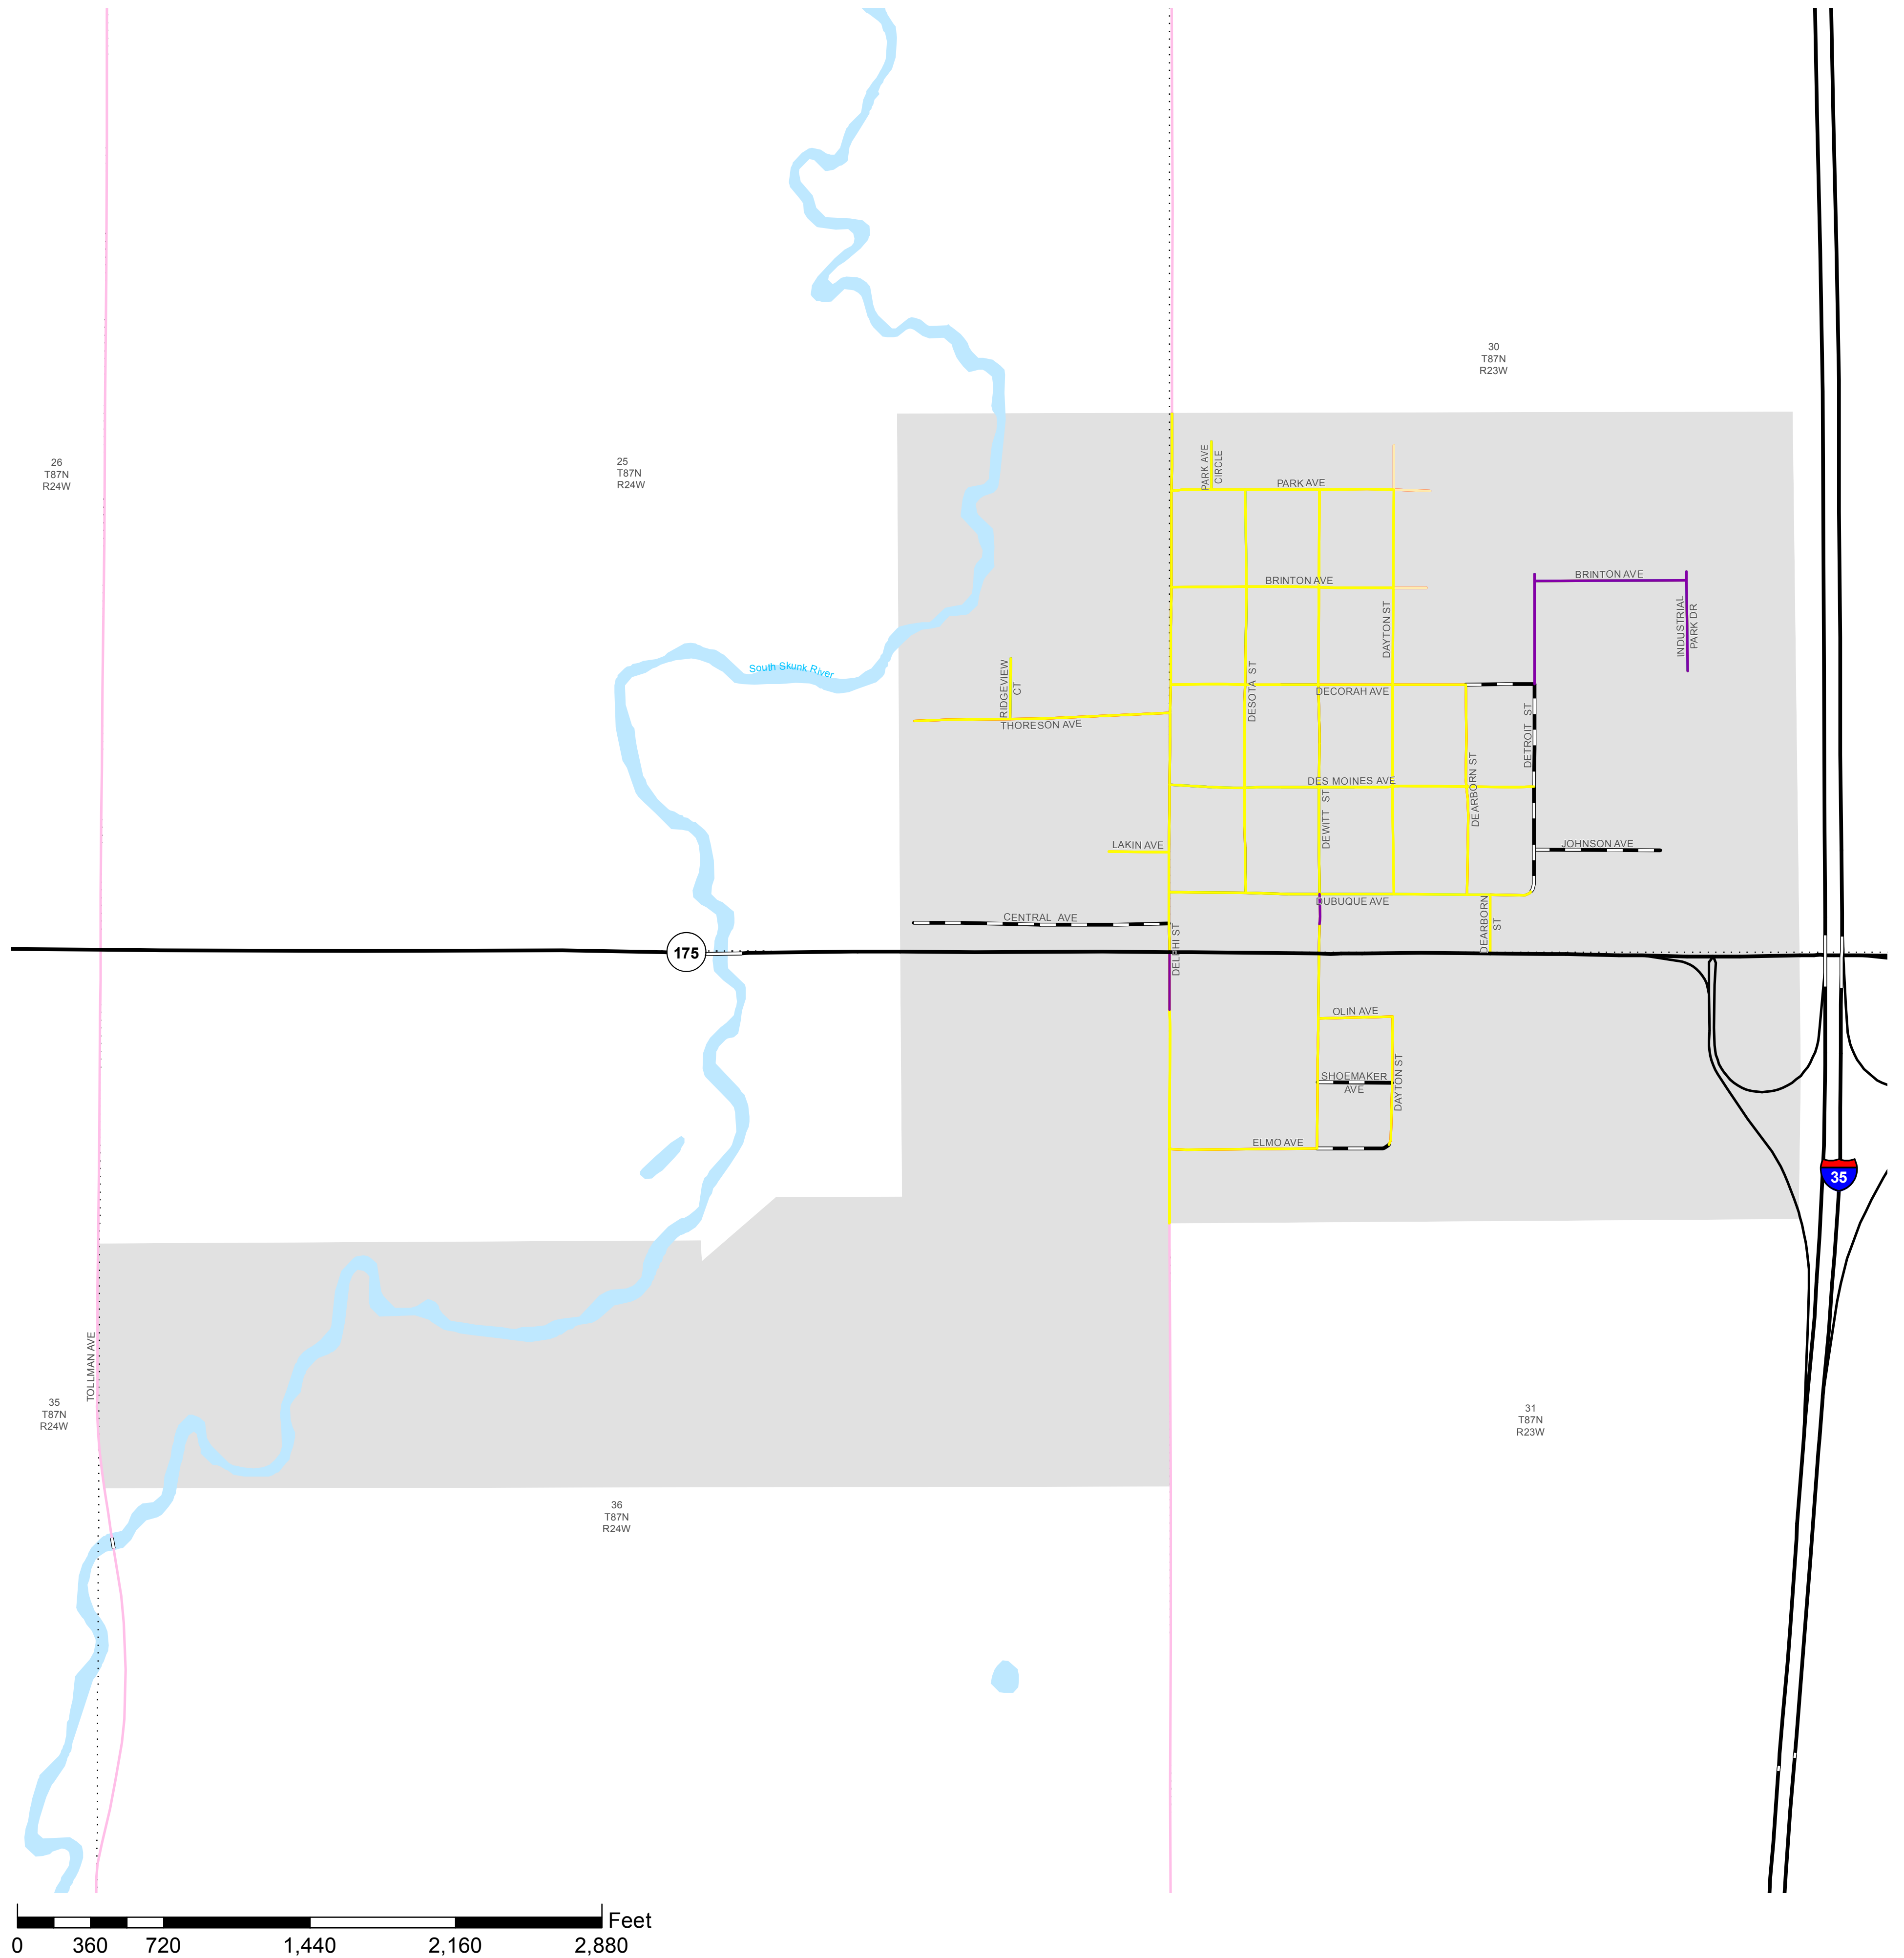 30
T87N
R23W
26
T87N
R24W
25
T87N
R24W
PARK AVE
CIRCLE
PARK AVE
BRINTON AVE
BRINTON AVE
INDUSTRIAL
PARK DR
DAYTON ST
RIDGEVIEW
CT
South Skunk River
DESOTA ST
DECORAH AVE
THORESON AVE
DETROIT ST
DES MOINES AVE
DEARBORN ST
DEWITT ST
LAKIN AVE
JOHNSON AVE
DUBUQUE AVE
CENTRAL AVE
DEARBORN
ST
DELPHI ST
175
OLIN AVE
SHOEMAKER
AVE
DAYTON ST
ELMO AVE
35
TOLLMAN AVE
35
T87N
R24W
31
T87N
R23W
36
T87N
R24W
Feet
0 360 720 1,440 2,160 2,880